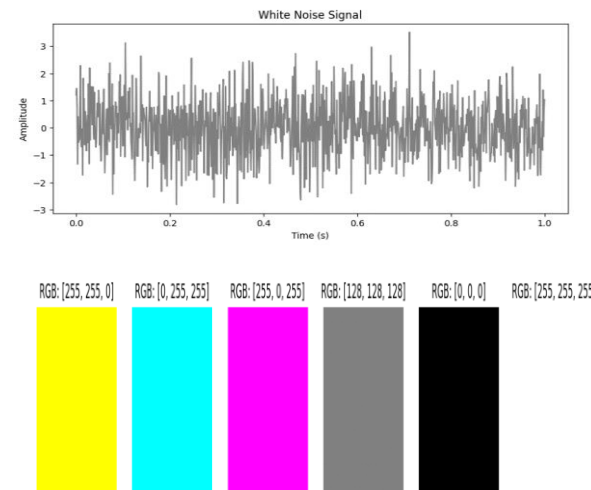 White Noise Signal
Amplitude
3
2
1
0
−1
−2
−3
0.0 0.2 0.4 0.6 0.8 1.0
Time (s)
RGB: [255, 255, 0] RGB: [0, 255, 255] RGB: [255, 0, 255] RGB: [128, 128, 128] RGB: [0, 0, 0] RGB: [255, 255, 255